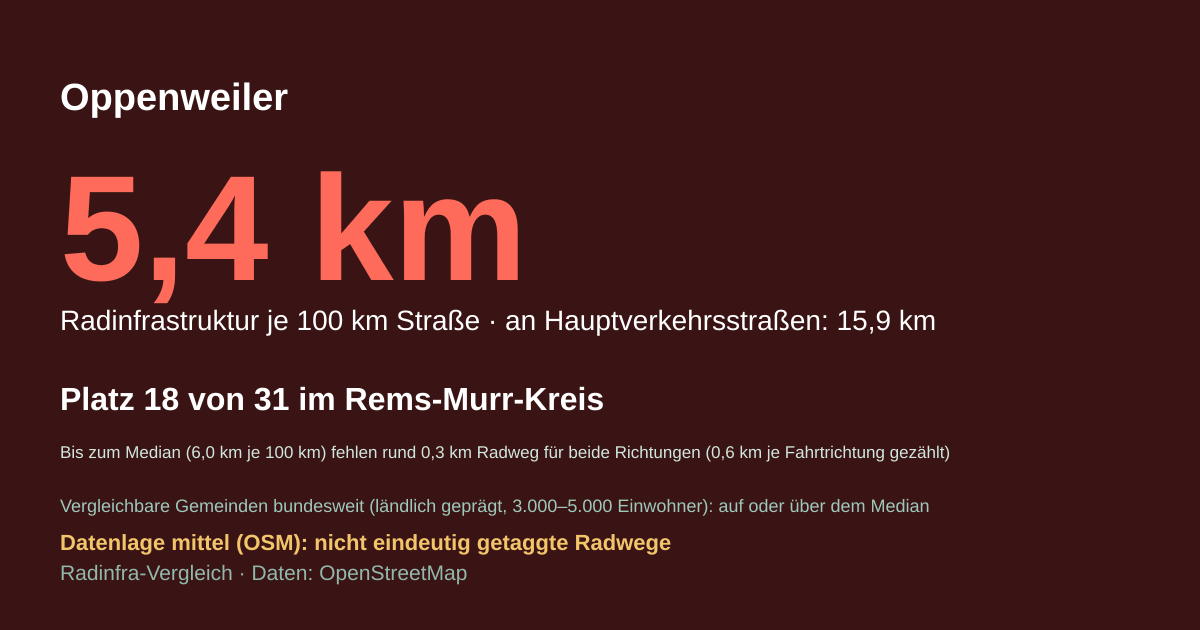 Oppenweiler
5,4 km
Radinfrastruktur je 100 km Straße · an Hauptverkehrsstraßen: 15,9 km
Platz 18 von 31 im Rems-Murr-Kreis
Bis zum Median (6,0 km je 100 km) fehlen rund 0,3 km Radweg für beide Richtungen (0,6 km je Fahrtrichtung gezählt)
Vergleichbare Gemeinden bundesweit (ländlich geprägt, 3.000–5.000 Einwohner): auf oder über dem Median
Datenlage mittel (OSM): nicht eindeutig getaggte Radwege
Radinfra-Vergleich · Daten: OpenStreetMap